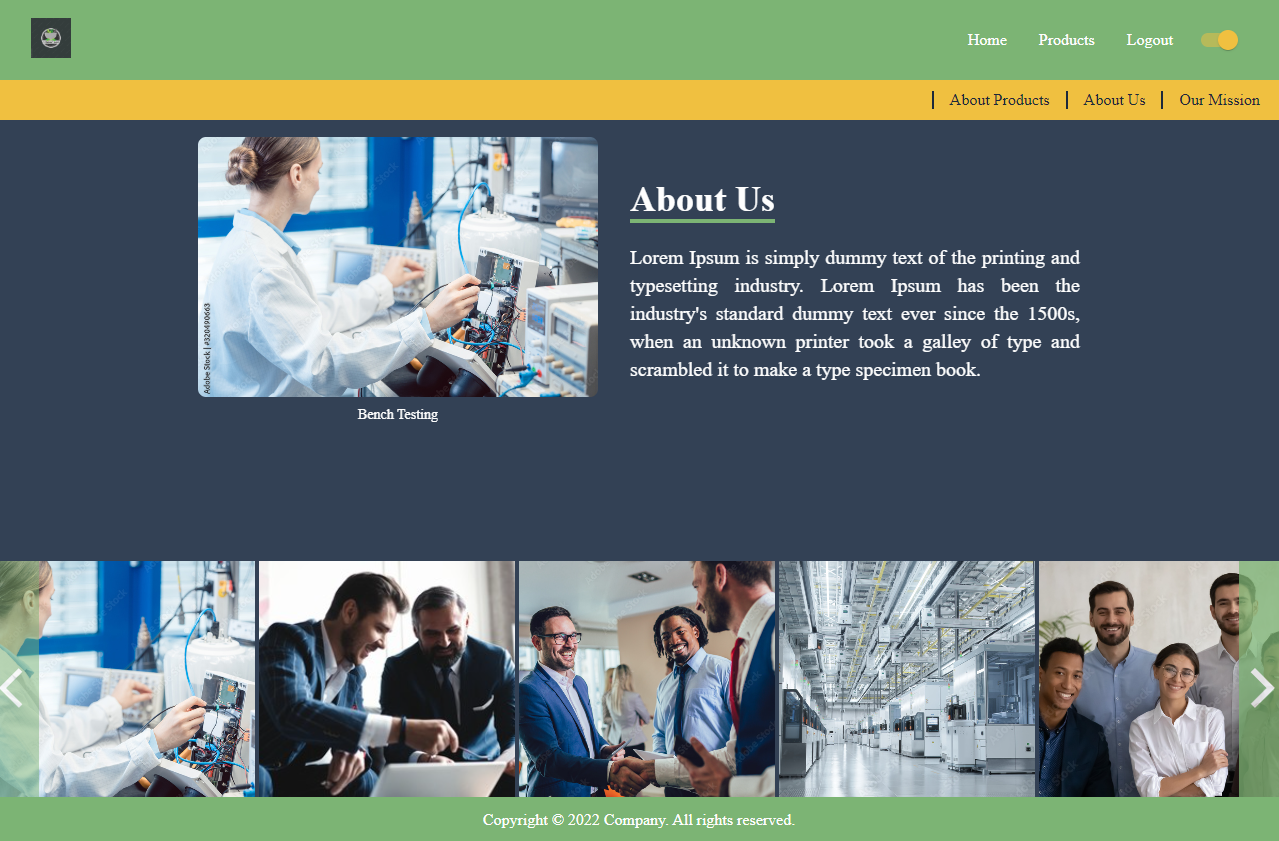 Home Products Logout
About Products About Us Our Mission
Adobe Stock | #320490663
Bench Testing
About Us
Lorem Ipsum is simply dummy text of the printing and
typesetting industry. Lorem Ipsum has been the
industry's standard dummy text ever since the 1500s,
when an unknown printer took a galley of type and
scrambled it to make a type specimen book.
Copyright © 2022 Company. All rights reserved.